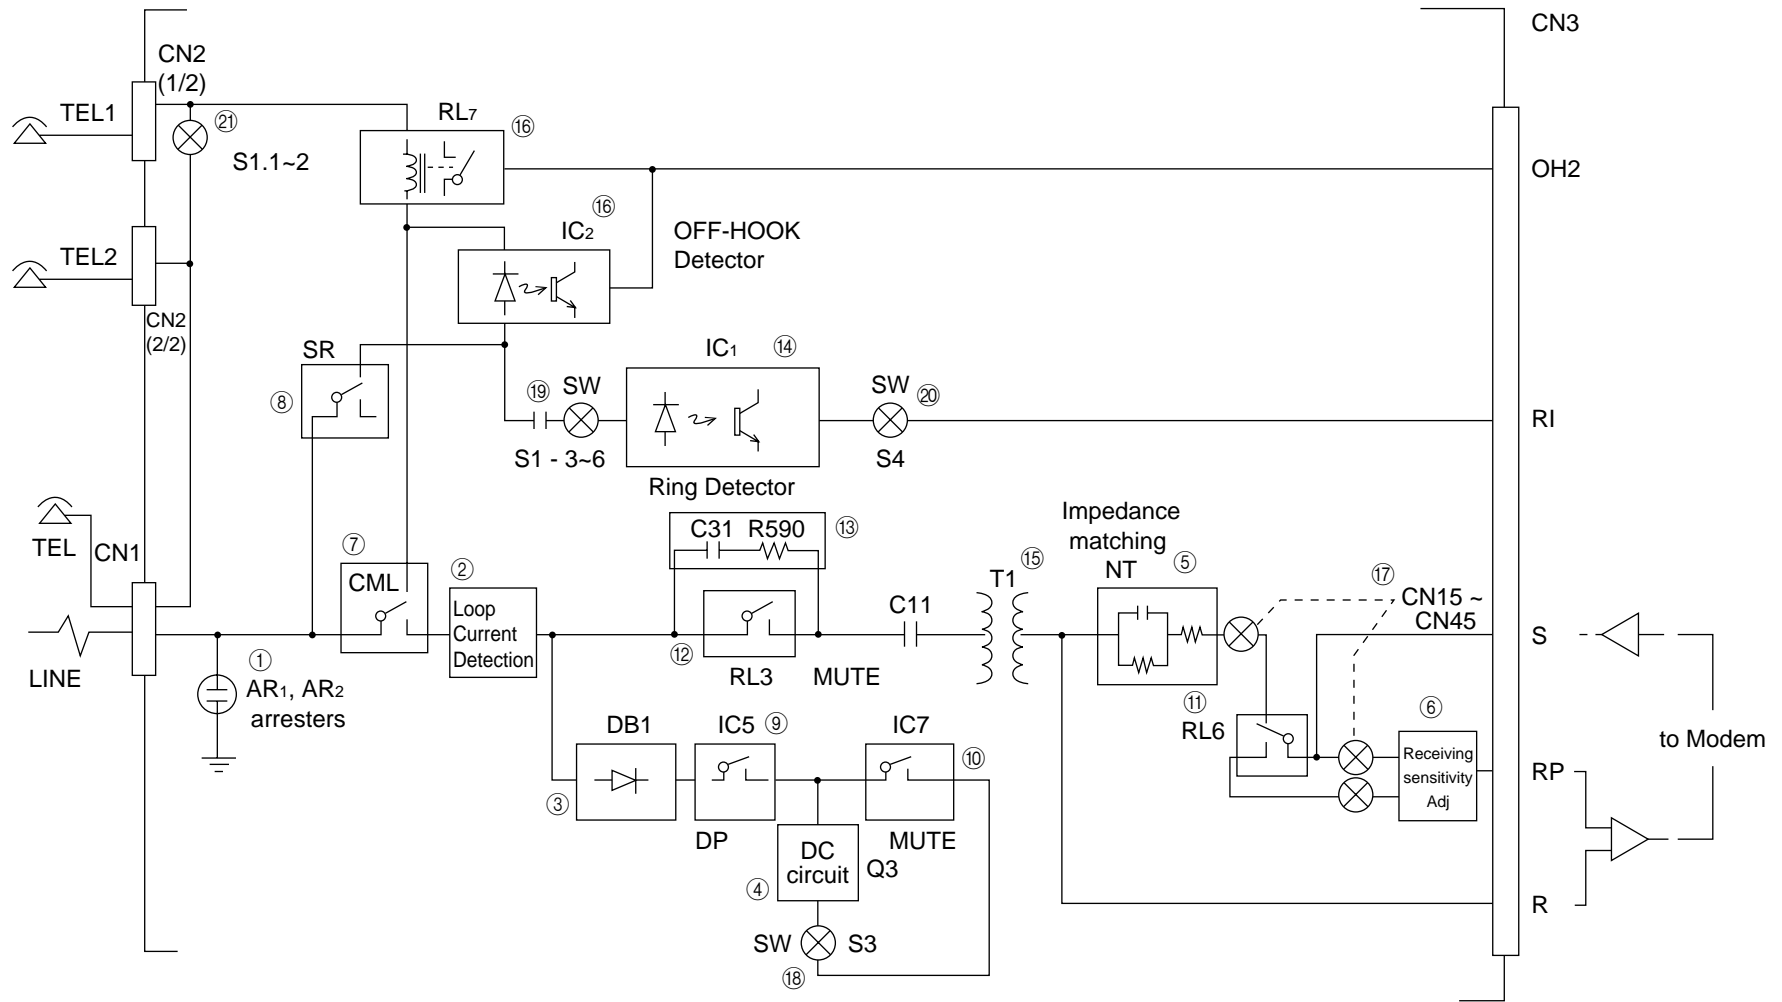 CN3
CN2
(1/2)
TEL1
RL7
⑯
㉑
S1.1~2
OH2
⑯
IC2
OFF-HOOK
Detector
TEL2
CN2
(2/2)
SR
⑧
IC1
⑭
⑲
SW
SW
⑳
RI
S1 - 3~6
S4
Ring Detector
TEL
CN1
⑦
CML
②
Loop
Current
Detection
C31
R590
⑬
Impedance
matching
NT
⑤
T1
⑮
⑰
CN15 ~
CN45
C11
S
LINE
①
AR1, AR2
arresters
⑫
RL3
MUTE
⑪
RL6
⑥
Receiving
sensitivity
Adj
to Modem
DB1
IC5
⑨
IC7
⑩
RP
③
DP
MUTE
DC
circuit
Q3
④
R
SW
S3
⑱